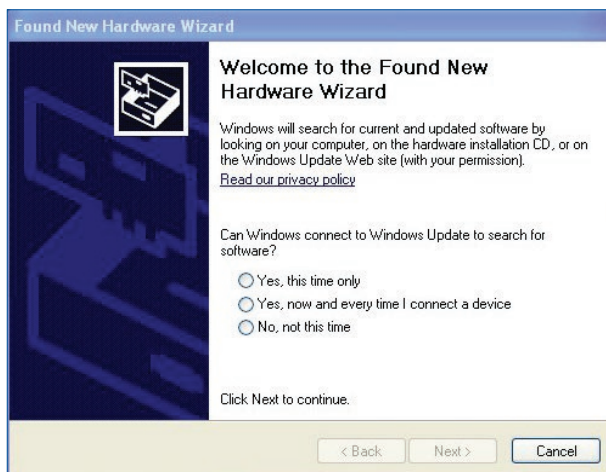 Found New Hardware Wizard
Welcome to the Found New
Hardware Wizard
Windows will search for current and updated software by
looking on your computer, on the hardware installation CD, or on
the Windows Update Web site (with your permission).
Read our privacy policy
Can Windows connect to Windows Update to search for
software?
Yes, this time only
Yes, now and every time I connect a device
No, not this time
Click Next to continue.
< Back
Next >
Cancel